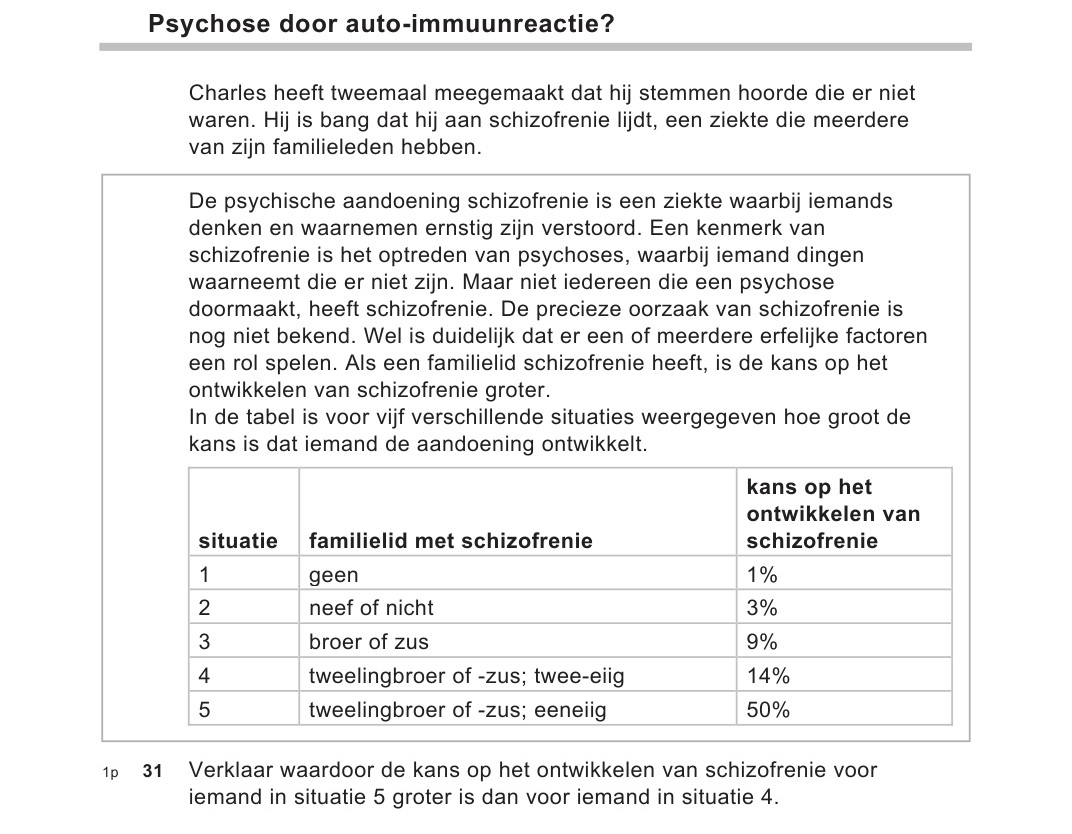 Psychose door auto-immuunreactie?
Charles heeft tweemaal meegemaakt dat hij stemmen hoorde die er niet
waren. Hij is bang dat hij aan schizofrenie lijdt, een ziekte die meerdere
van zijn familieleden hebben.
De psychische aandoening schizofrenie is een ziekte waarbij iemands
denken en waarnemen ernstig zijn verstoord. Een kenmerk van
schizofrenie is het optreden van psychoses, waarbij iemand dingen
waarneemt die er niet zijn. Maar niet iedereen die een psychose
doormaakt, heeft schizofrenie. De precieze oorzaak van schizofrenie is
nog niet bekend. Wel is duidelijk dat er een of meerdere erfelijke factoren
een rol spelen. Als een familielid schizofrenie heeft, is de kans op het
ontwikkelen van schizofrenie groter.
In de tabel is voor vijf verschillende situaties weergegeven hoe groot de
kans is dat iemand de aandoening ontwikkelt.
kans op het
ontwikkelen van
situatie familielid met schizofrenie schizofrenie
1 geen 1%
2 neef of nicht 3%
3 broer of zus 9%
4 tweelingbroer of -zus; twee-eiig 14%
5 tweelingbroer of -zus; eeneiig 50%
1p 31 Verklaar waardoor de kans op het ontwikkelen van schizofrenie voor
iemand in situatie 5 groter is dan voor iemand in situatie 4.